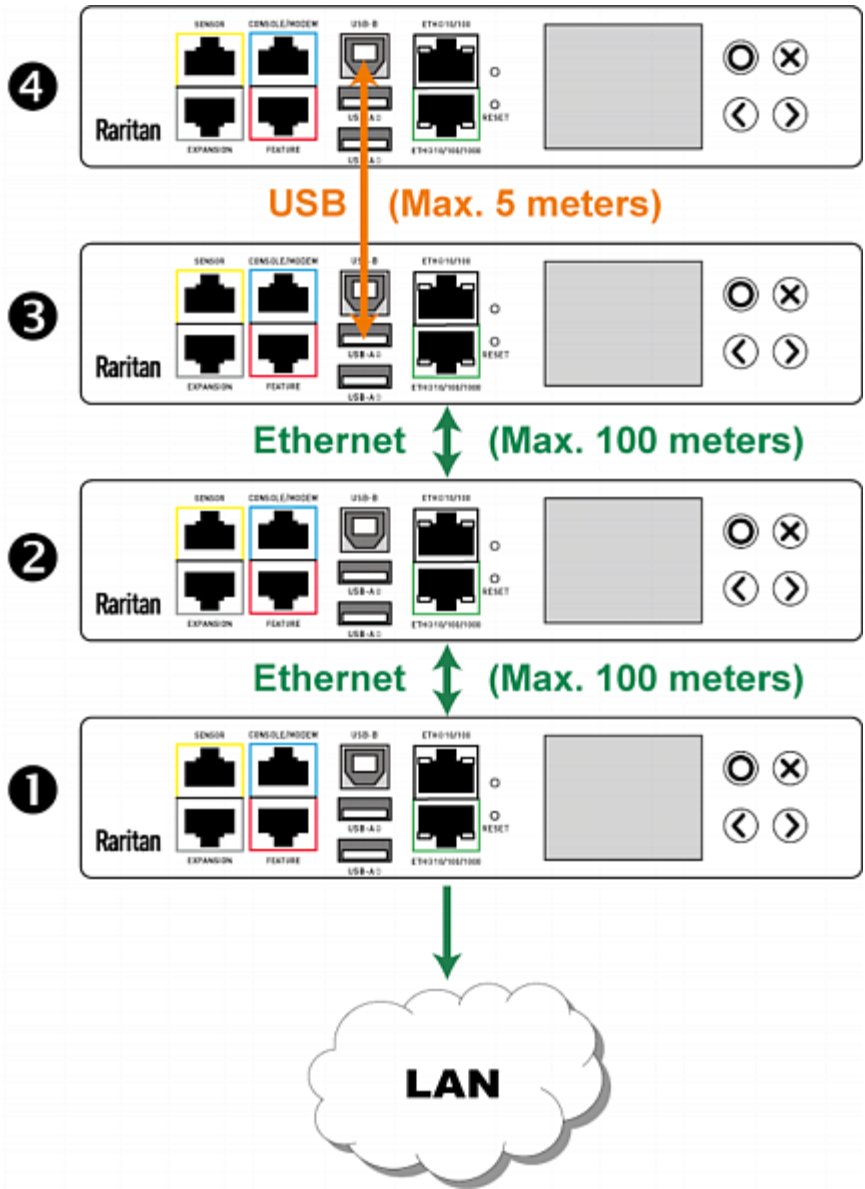 SENSOR CONSOLE/MODEM USB-B ETH 10/100
❹
USB-A
RESET
Raritan
EXPANSION FEATURE USB-A ETH 10/100/1000
USB (Max. 5 meters)
SENSOR CONSOLE/MODEM USB-B ETH 10/100
❸
USB-A
RESET
Raritan
EXPANSION FEATURE USB-A ETH 10/100/1000
Ethernet (Max. 100 meters)
SENSOR CONSOLE/MODEM USB-B ETH 10/100
❷
USB-A
RESET
Raritan
EXPANSION FEATURE USB-A ETH 10/100/1000
Ethernet (Max. 100 meters)
SENSOR CONSOLE/MODEM USB-B ETH 10/100
❶
USB-A
RESET
Raritan
EXPANSION FEATURE USB-A ETH 10/100/1000
LAN